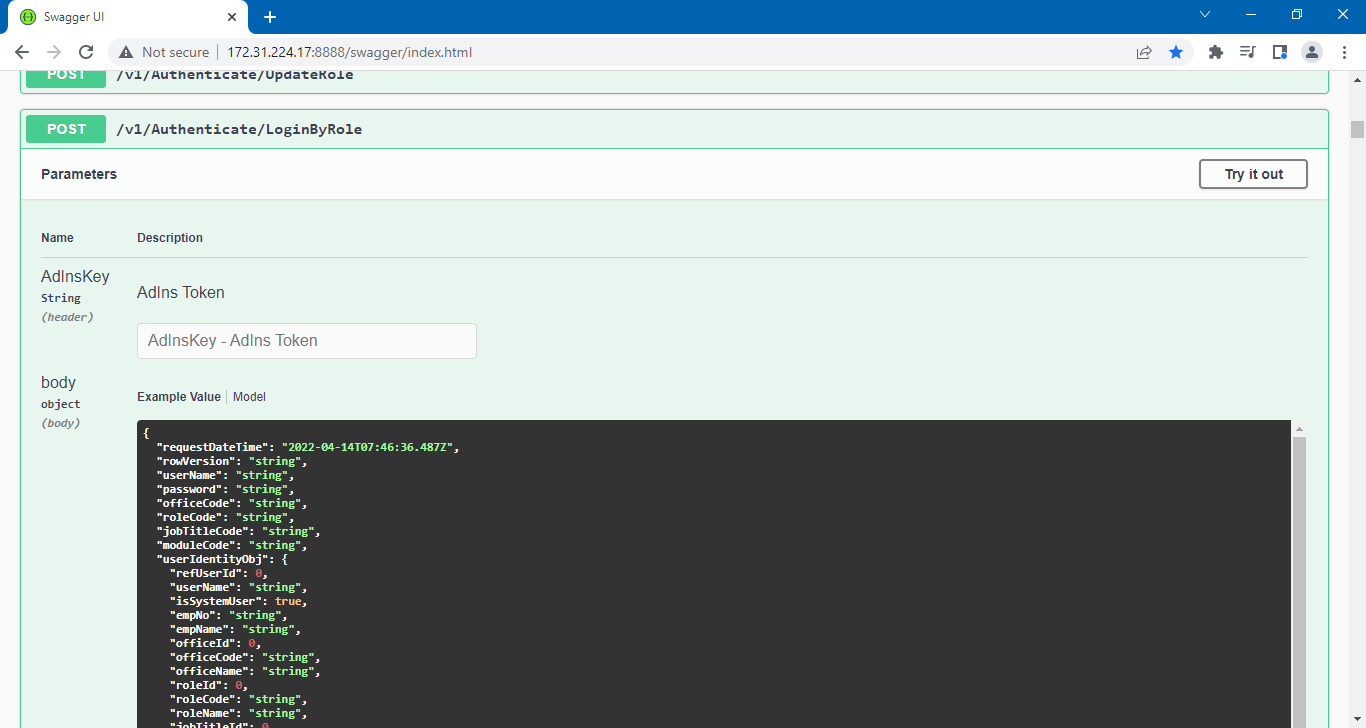 Swagger UI
Not secure
172.31.224.17:8888/swagger/index.html
POST /v1/Authenticate/UpdateRole
POST /v1/Authenticate/LoginByRole
Parameters
Try it out
Name Description
AdInsKey
String
(header)
AdIns Token
AdInsKey - AdIns Token
body
object
(body)
Example Value Model
{
"requestDateTime": "2022-04-14T07:46:36.487Z",
"rowVersion": "string",
"userName": "string",
"password": "string",
"officeCode": "string",
"roleCode": "string",
"jobTitleCode": "string",
"moduleCode": "string",
"userIdentityObj": {
"refUserId": 0,
"userName": "string",
"isSystemUser": true,
"empNo": "string",
"empName": "string",
"officeId": 0,
"officeCode": "string",
"officeName": "string",
"roleId": 0,
"roleCode": "string",
"roleName": "string",
"jobTitleId": 0